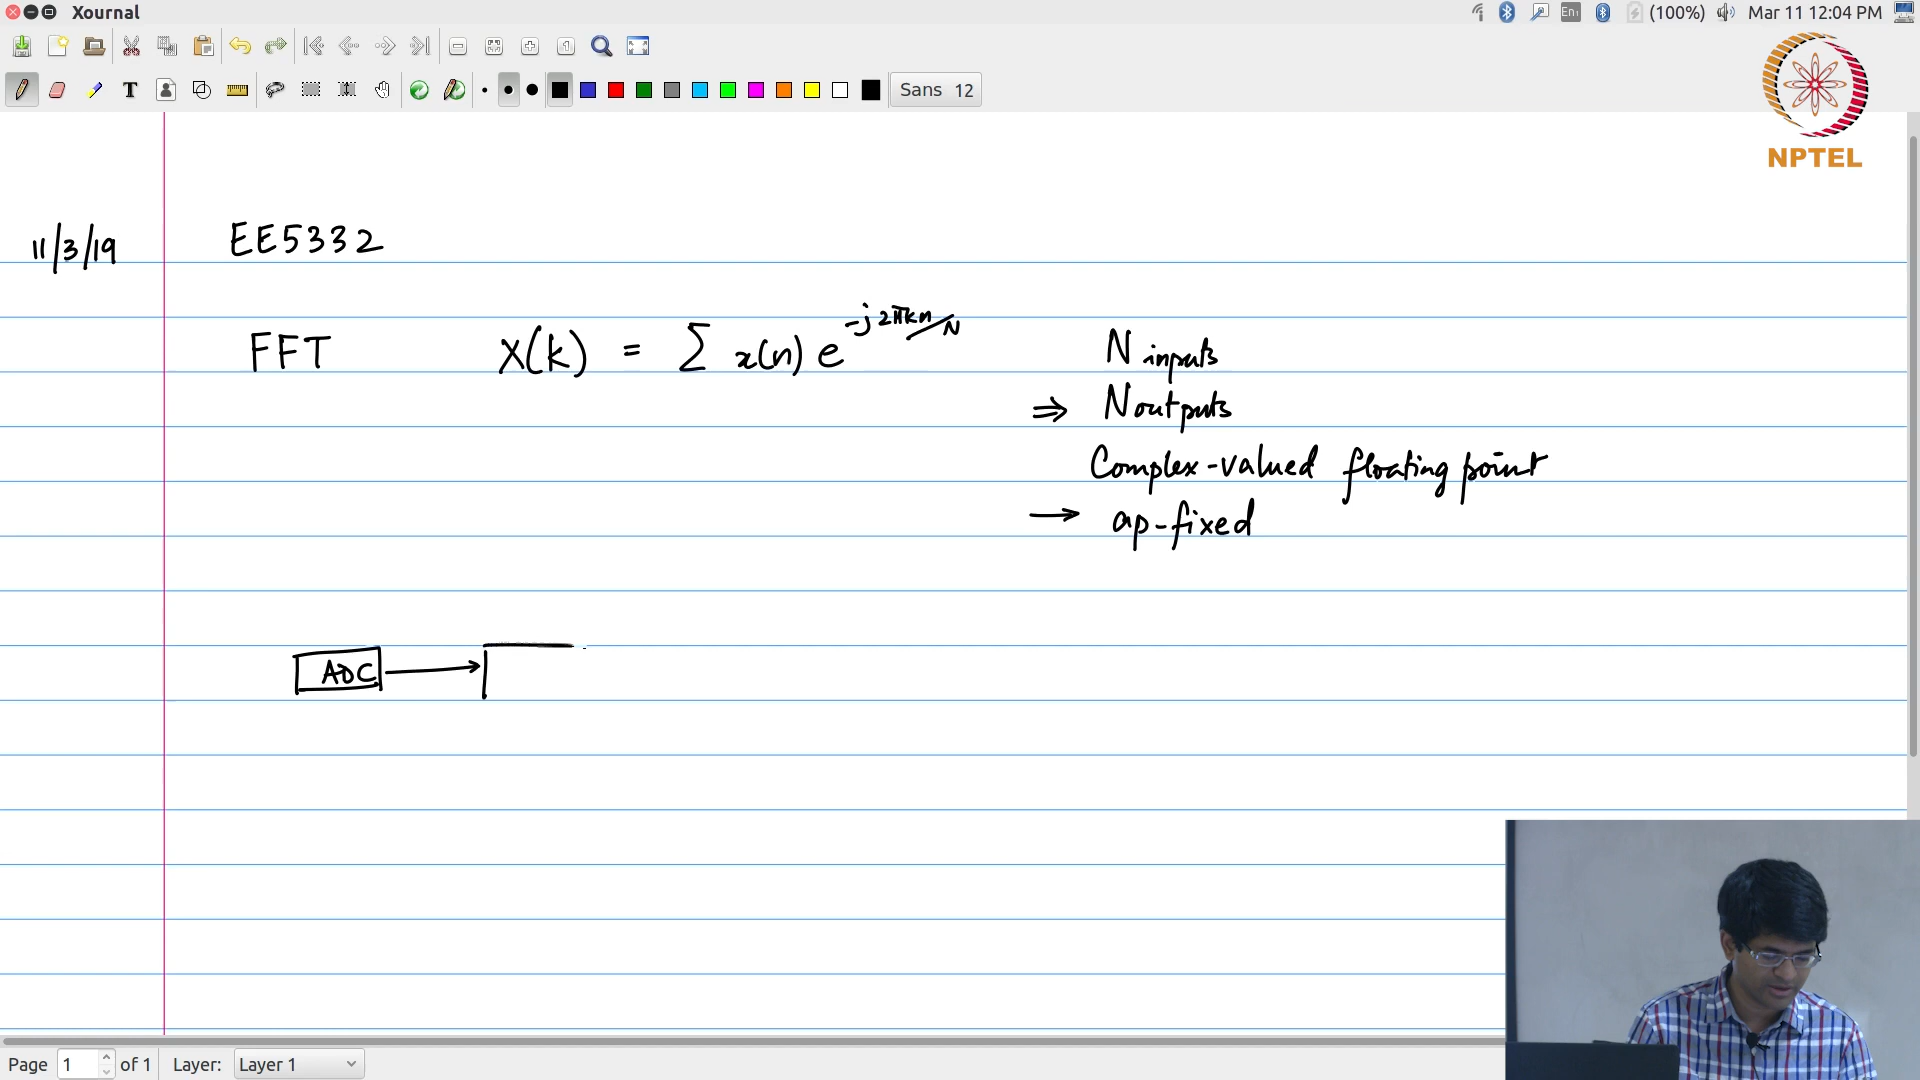 Xournal
En1
(100%)
Mar 11 12:04 PM
T
Sans 12
NPTEL
11/3/19
EE5332
FFT X(k) = Σ x(n) e^{-j2πkn/N}
N inputs
⇒ N outputs
Complex-valued floating point
→ ap-fixed
ADC
Page 1 of 1 Layer: Layer 1